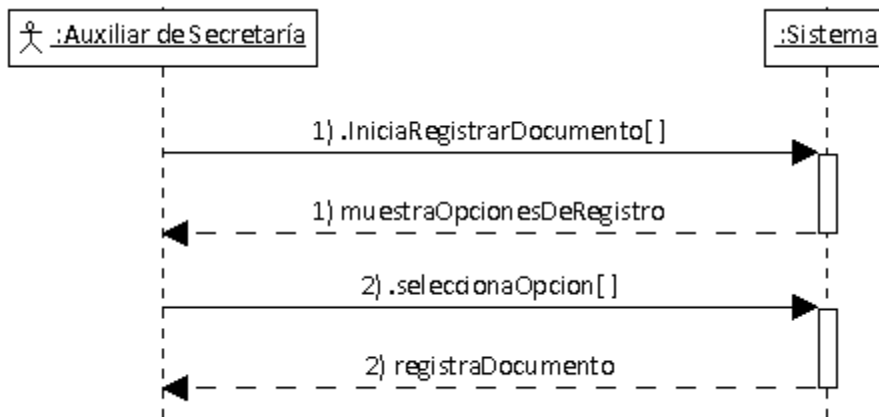 :Auxiliar de Secretaría
:Sistema
1) .IniciaRegistrarDocumento[ ]
1) muestraOpcionesDeRegistro
2) .seleccionaOpcion[ ]
2) registraDocumento